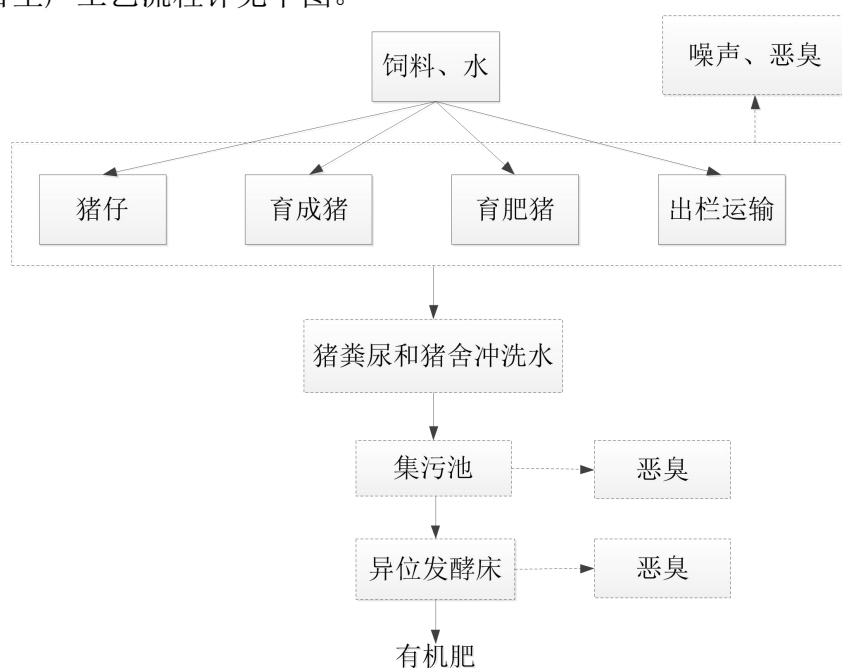 生产工艺流程详见下图。
饲料、水
噪声、恶臭
猪仔
育成猪
育肥猪
出栏运输
猪粪尿和猪舍冲洗水
集污池
恶臭
异位发酵床
恶臭
有机肥